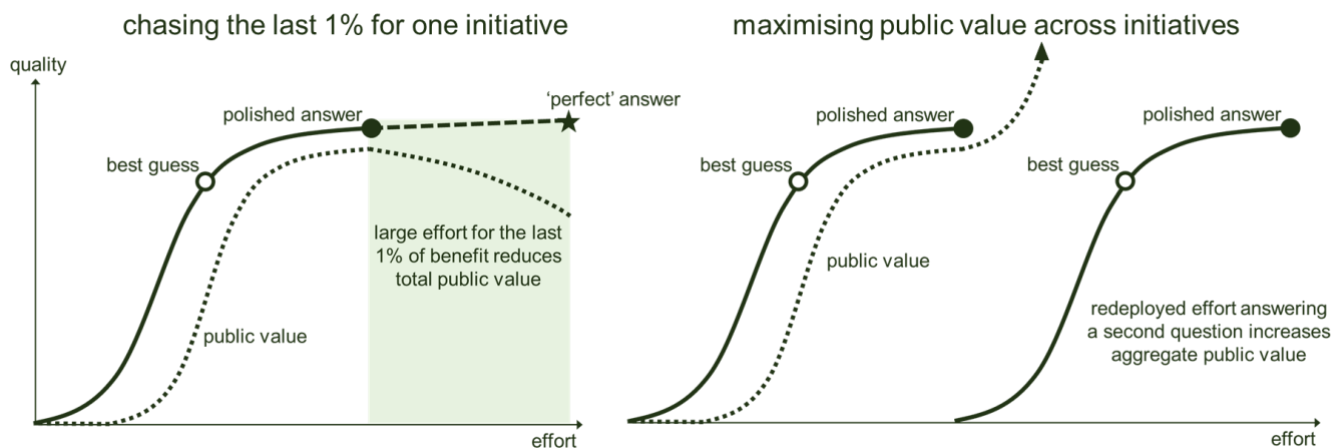 chasing the last 1% for one initiative
quality
polished answer
‘perfect’ answer
best guess
large effort for the last
1% of benefit reduces
total public value
public value
effort
maximising public value across initiatives
polished answer
best guess
public value
polished answer
best guess
redeployed effort answering
a second question increases
aggregate public value
effort